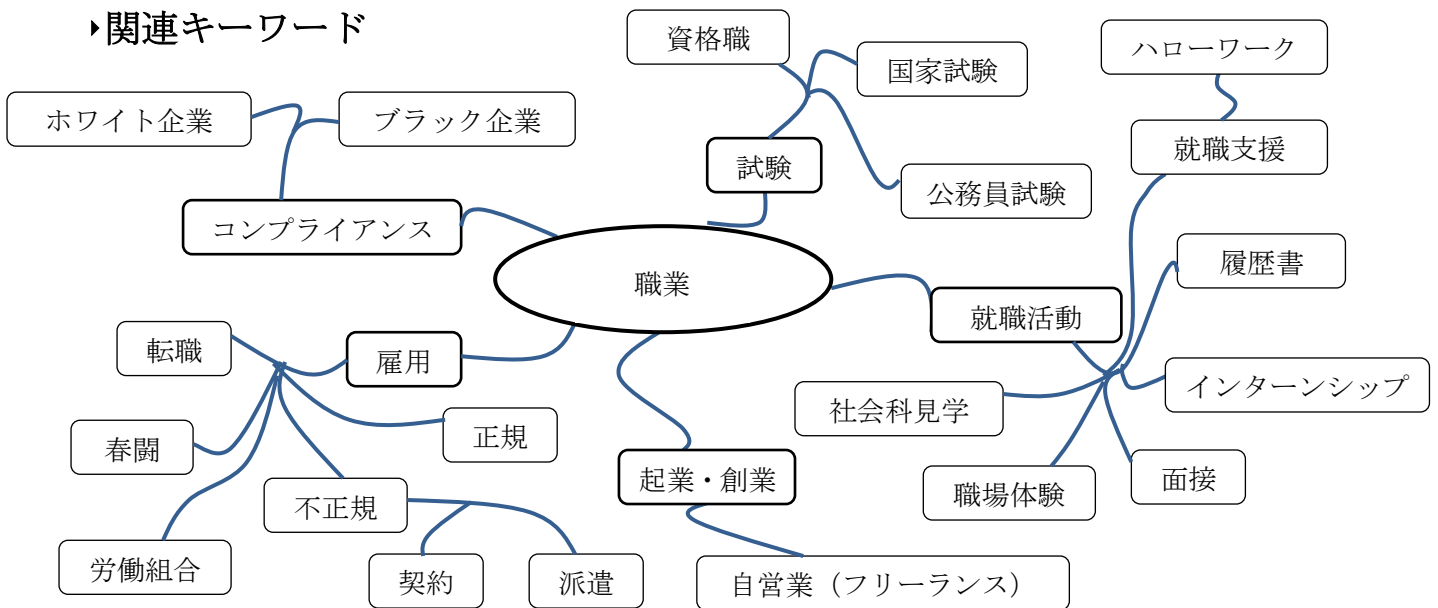 ▸関連キーワード
資格職
国家試験
ハローワーク
ホワイト企業
ブラック企業
就職支援
試験
公務員試験
コンプライアンス
履歴書
職業
就職活動
転職
雇用
インターンシップ
社会科見学
正規
春闘
起業・創業
面接
職場体験
不正規
労働組合
契約
派遣
自営業（フリーランス）